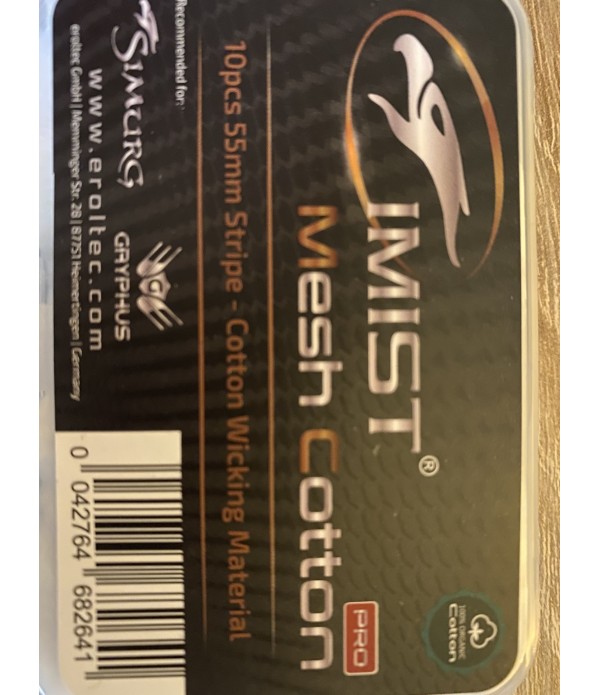 IMIST®
Mesh Cotton
PRO
100% ORGANIC
Cotton
10pcs 55mm Stripe - Cotton Wicking Material
Recommended for:
SIMURG
GRYPHUS
www.eroltec.com
eroltec GmbH | Memminger Str. 28 | 87751 Heimertingen | Germany
0 042764 682641